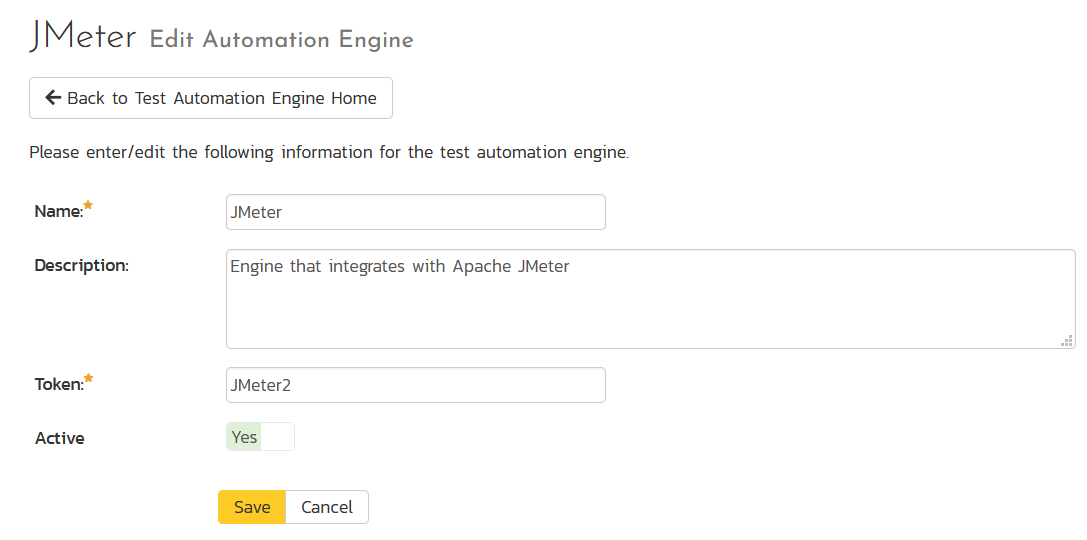 JMeter Edit Automation Engine
Back to Test Automation Engine Home
Please enter/edit the following information for the test automation engine.
Name:
JMeter
Description:
Engine that integrates with Apache JMeter
Token:
JMeter2
Active
Yes
Save Cancel